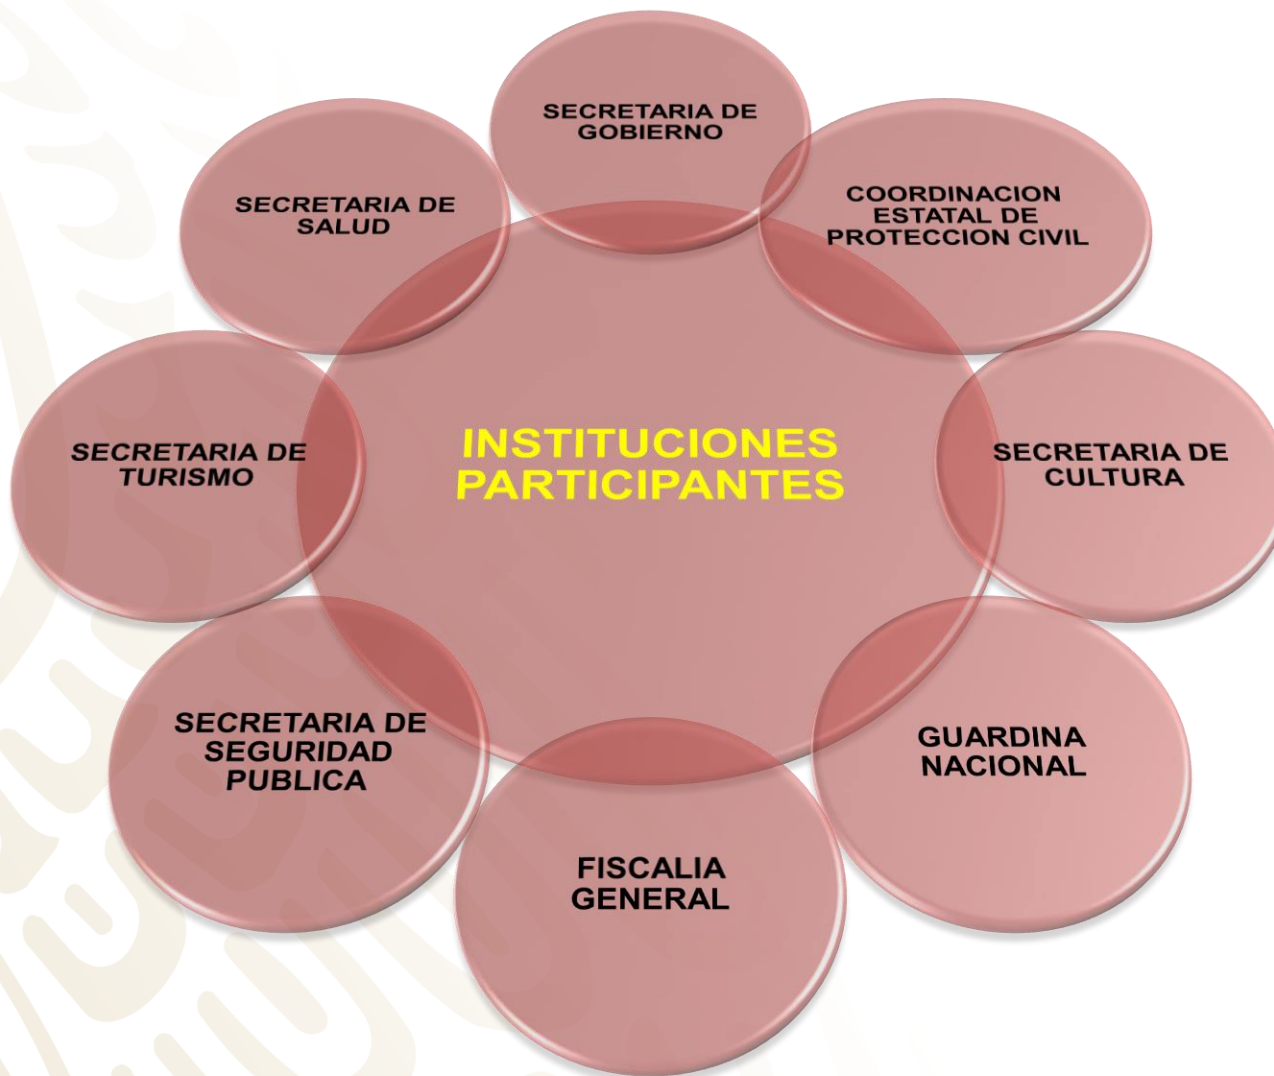 SECRETARIA DE
GOBIERNO
COORDINACION
ESTATAL DE
PROTECCION CIVIL
SECRETARIA DE
CULTURA
GUARDINA
NACIONAL
FISCALIA
GENERAL
SECRETARIA DE
SEGURIDAD
PUBLICA
SECRETARIA DE
TURISMO
SECRETARIA DE
SALUD
INSTITUCIONES
PARTICIPANTES